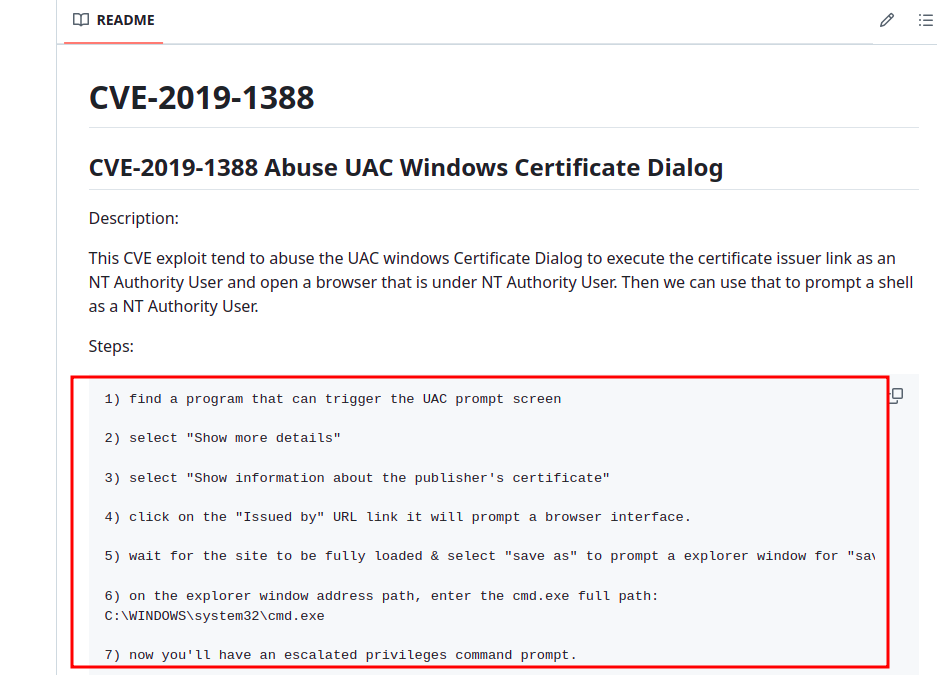 README
CVE-2019-1388
CVE-2019-1388 Abuse UAC Windows Certificate Dialog
Description:
This CVE exploit tend to abuse the UAC windows Certificate Dialog to execute the certificate issuer link as an
NT Authority User and open a browser that is under NT Authority User. Then we can use that to prompt a shell
as a NT Authority User.
Steps:
1) find a program that can trigger the UAC prompt screen
2) select "Show more details"
3) select "Show information about the publisher's certificate"
4) click on the "Issued by" URL link it will prompt a browser interface.
5) wait for the site to be fully loaded & select "save as" to prompt a explorer window for
6) on the explorer window address path, enter the cmd.exe full path:
C:\WINDOWS\system32\cmd.exe
7) now you'll have an escalated privileges command prompt.